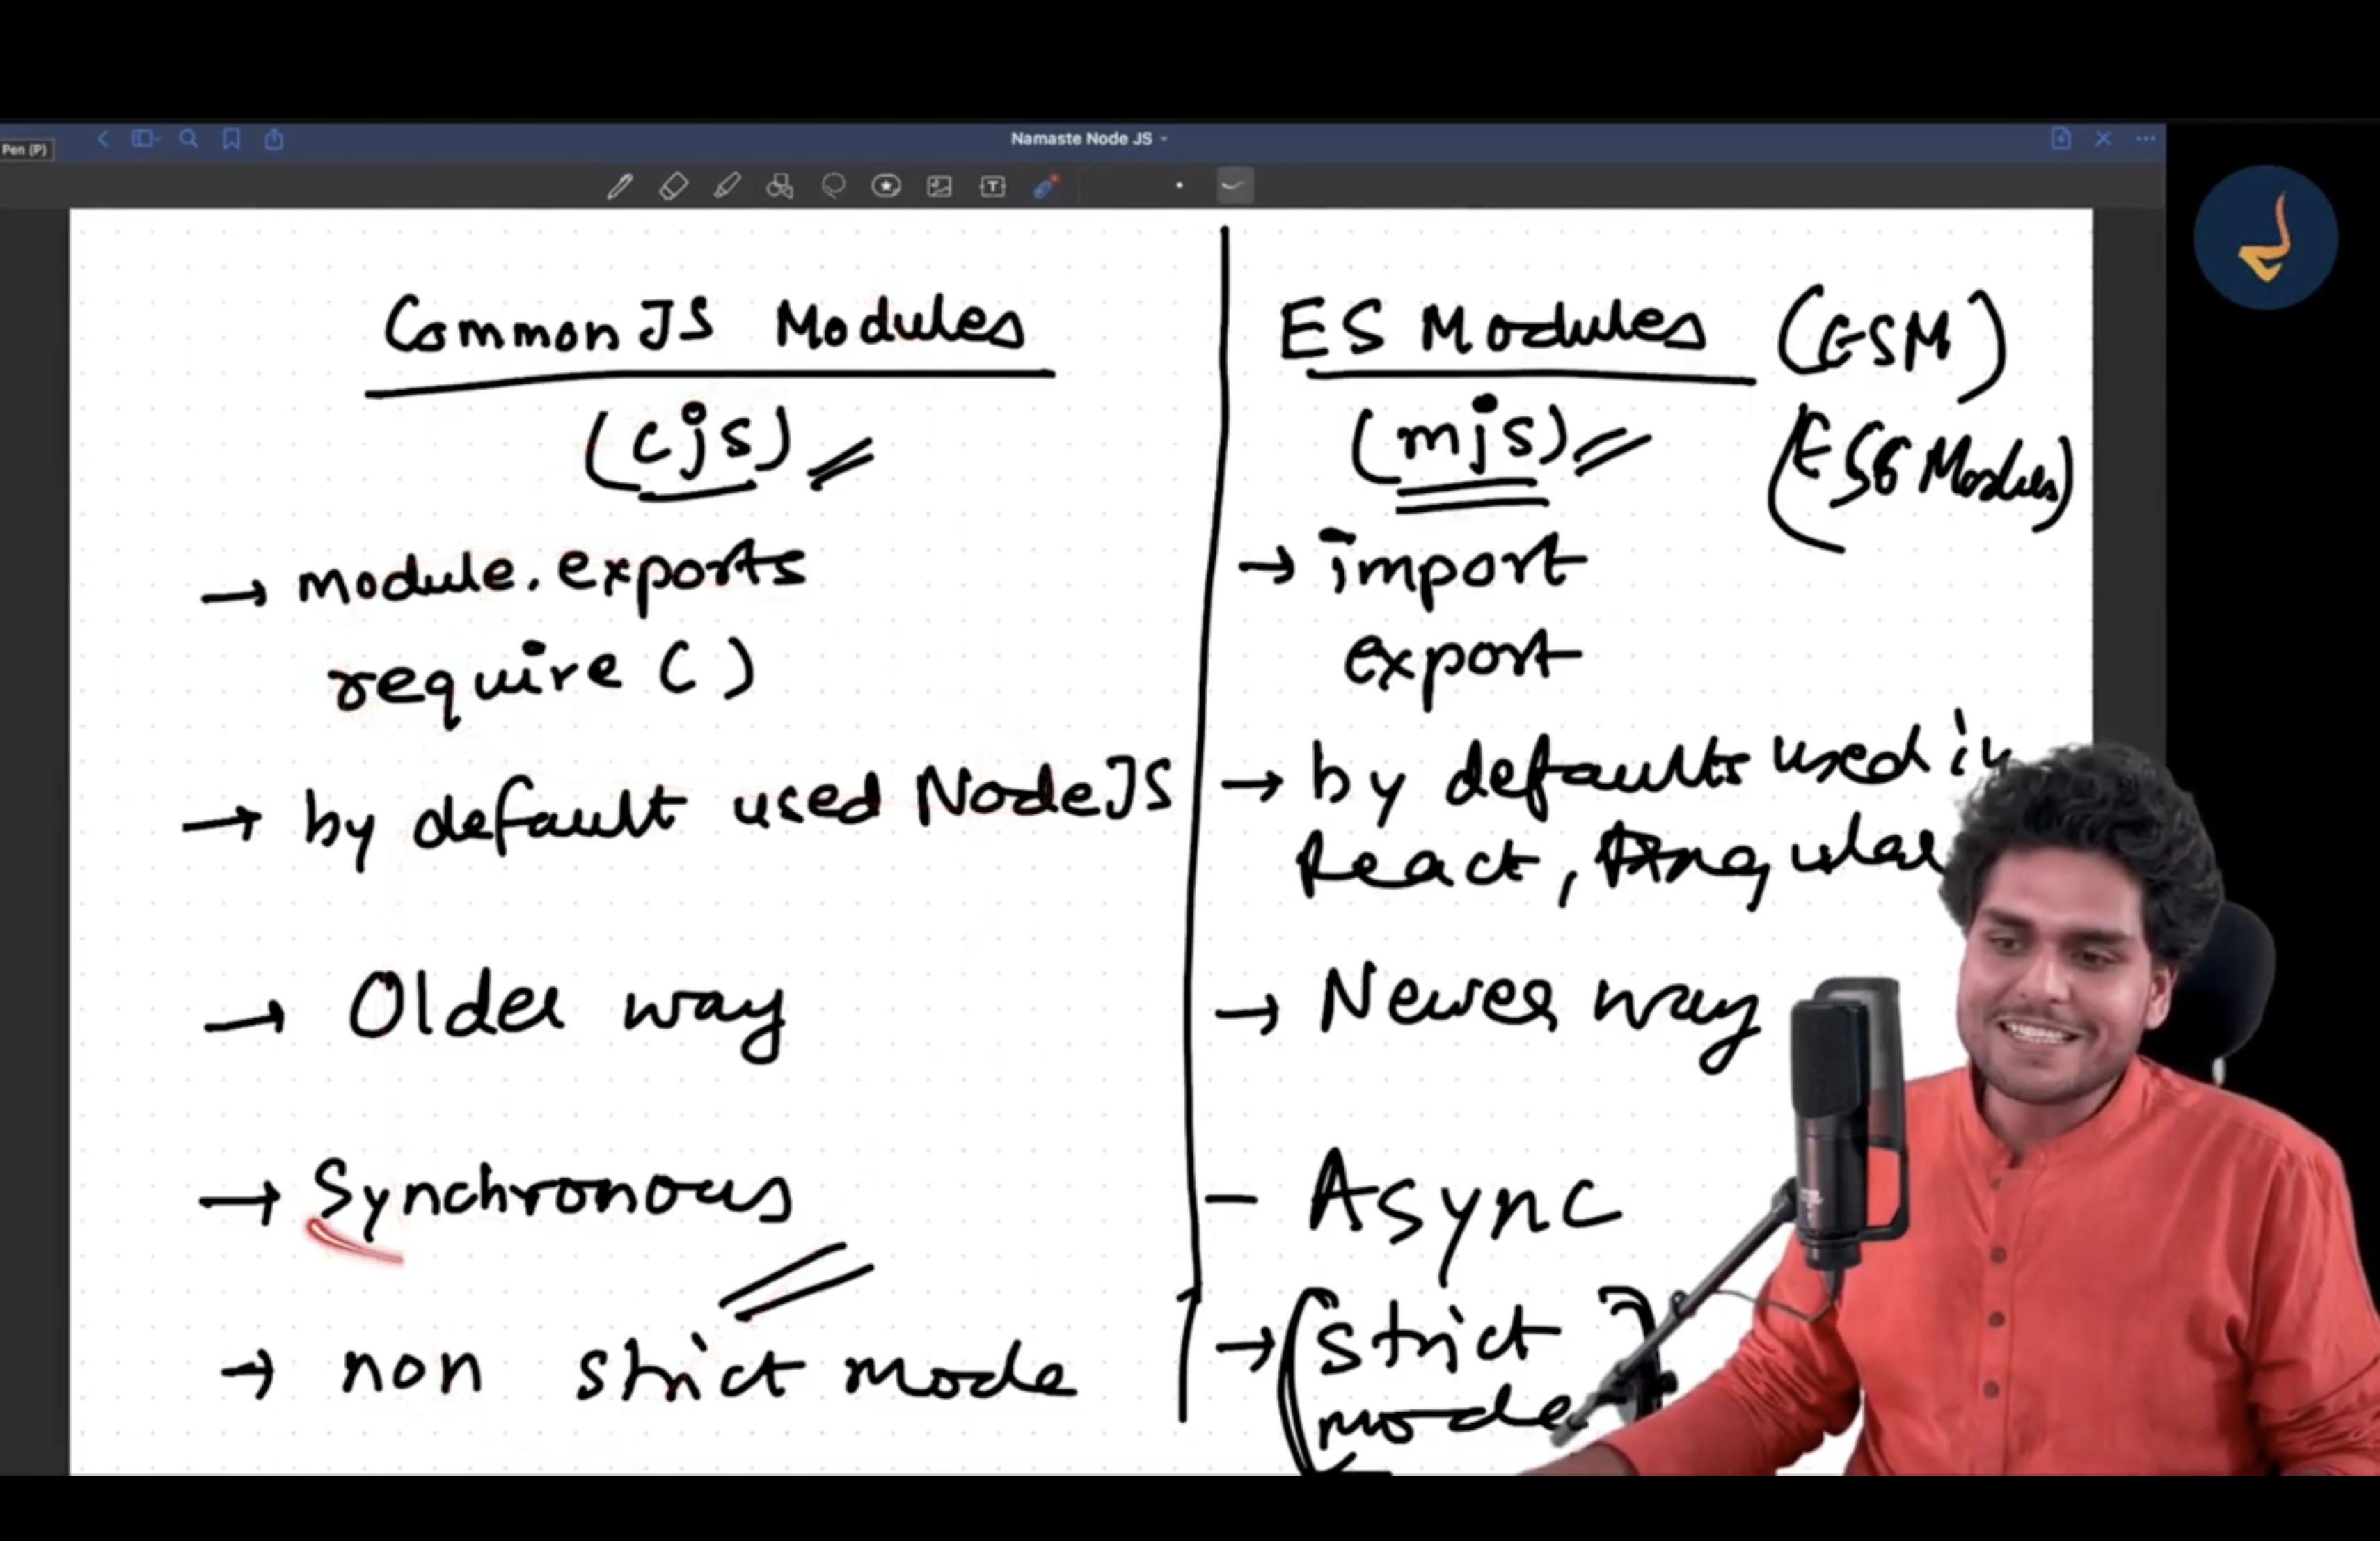 Pen (P)
Namaste Node JS
CommonJS Modules
(cjs)
→ module.exports
require ( )
→ by default used NodeJS
→ Older way
→ Synchronous
→ non strict mode
ES Modules (ESM)
(mjs) (ES6 Modules)
→ import
export
→ by defaults used in
React, Angular
→ Newer way
– Async
→ (strict
mode)